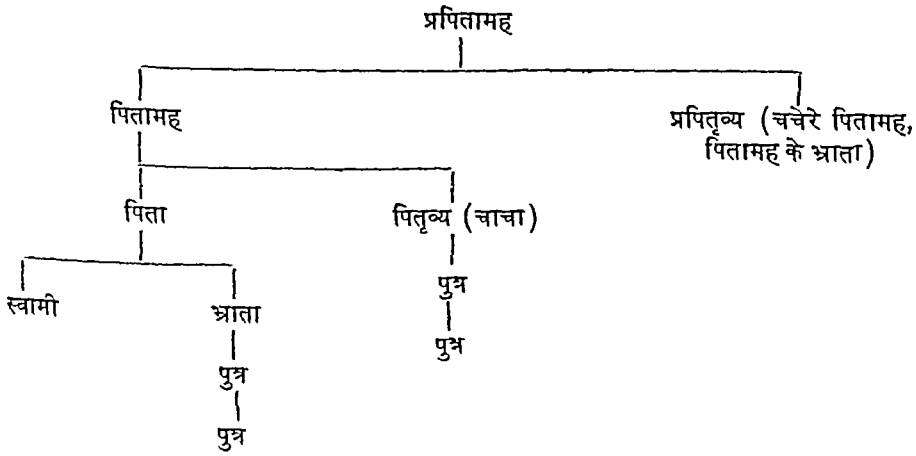 प्रपितामह
पितामह
प्रपितृव्य (चचेरे पितामह,
पितामह के भ्राता)
पिता
पितृव्य (चाचा)
पुत्र
स्वामी
भ्राता
पुत्र
पुत्र
पुत्र